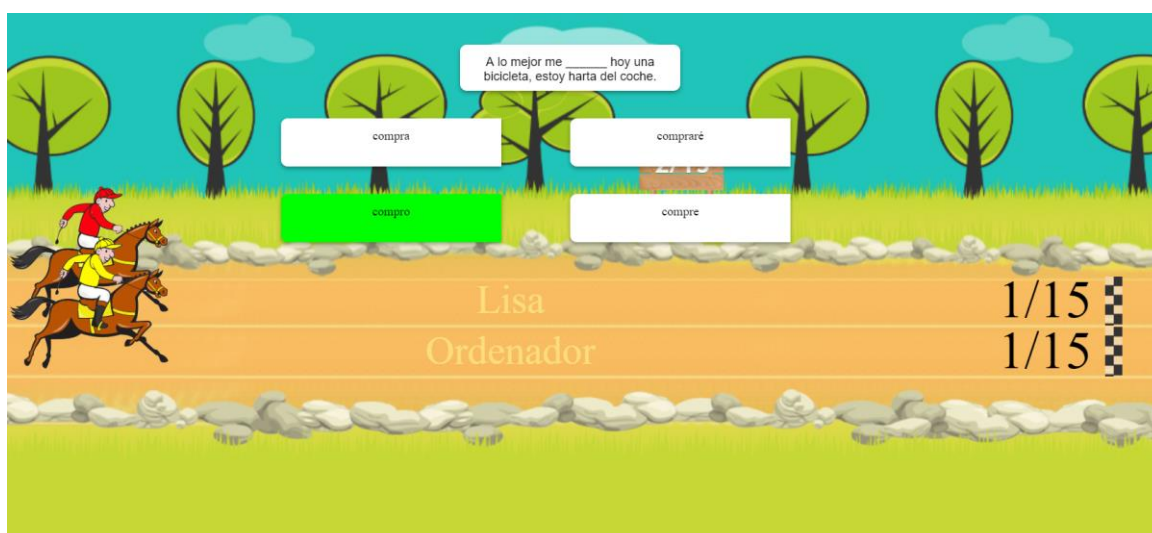 A lo mejor me ______ hoy una
bicicleta, estoy harta del coche.
compra
compraré
compro
compre
Lisa
1/15
Ordenador
1/15